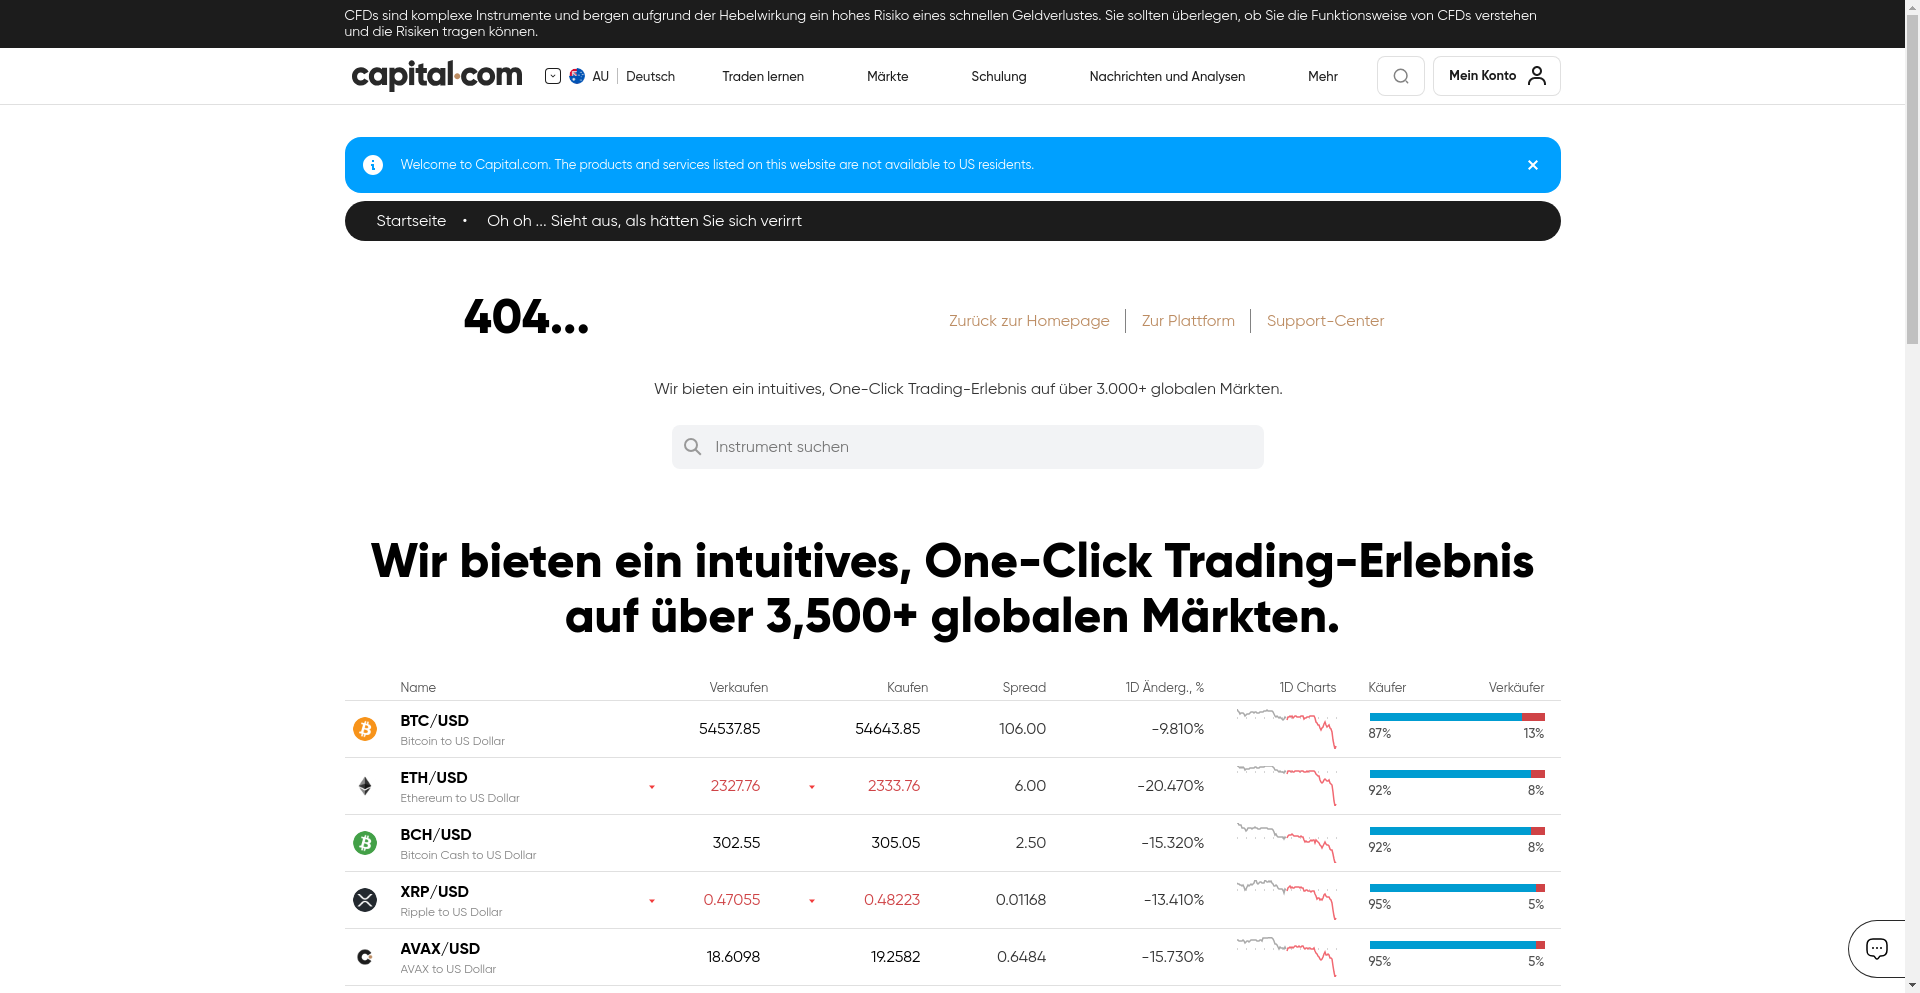 CFDs sind komplexe Instrumente und bergen aufgrund der Hebelwirkung ein hohes Risiko eines schnellen Geldverlustes. Sie sollten überlegen, ob Sie die Funktionsweise von CFDs verstehen
und die Risiken tragen können.
capital.com AU Deutsch Traden lernen Märkte Schulung Nachrichten und Analysen Mehr Mein Konto
Welcome to Capital.com. The products and services listed on this website are not available to US residents.
Startseite • Oh oh ... Sieht aus, als hätten Sie sich verirrt
404...
Zurück zur Homepage Zur Plattform Support-Center
Wir bieten ein intuitives, One-Click Trading-Erlebnis auf über 3.000+ globalen Märkten.
Instrument suchen
Wir bieten ein intuitives, One-Click Trading-Erlebnis
auf über 3,500+ globalen Märkten.
Name Verkaufen Kaufen Spread 1D Änderg., % 1D Charts Käufer Verkäufer
BTC/USD 54537.85 54643.85 106.00 -9.810% 87% 13%
Bitcoin to US Dollar
ETH/USD 2327.76 2333.76 6.00 -20.470% 92% 8%
Ethereum to US Dollar
BCH/USD 302.55 305.05 2.50 -15.320% 92% 8%
Bitcoin Cash to US Dollar
XRP/USD 0.47055 0.48223 0.01168 -13.410% 95% 5%
Ripple to US Dollar
AVAX/USD 18.6098 19.2582 0.6484 -15.730% 95% 5%
AVAX to US Dollar